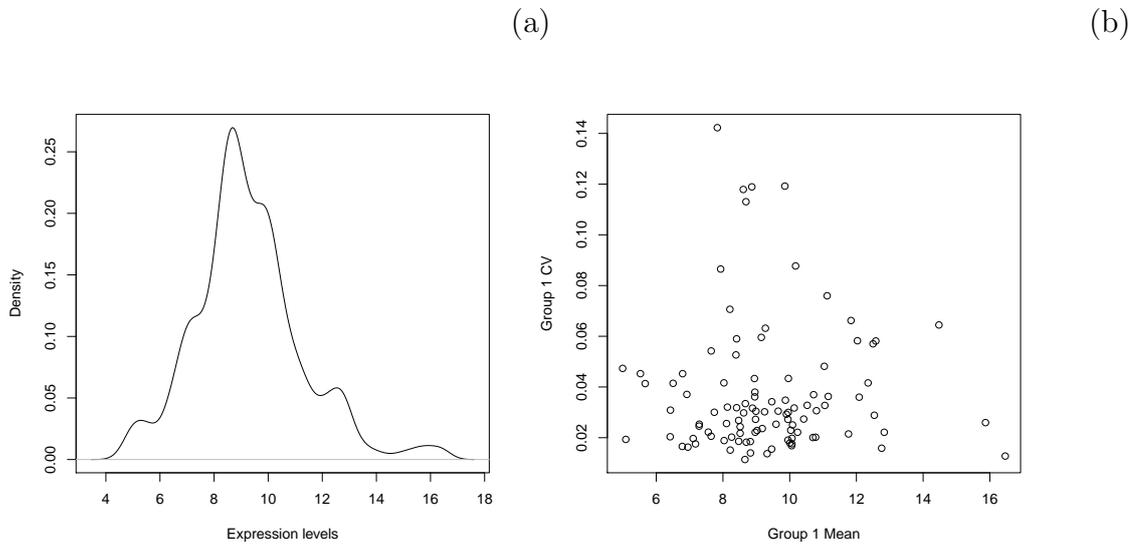 (a)
(b)
0.00 0.05 0.10 0.15 0.20 0.25
Density
4 6 8 10 12 14 16 18
Expression levels
0.02 0.04 0.06 0.08 0.10 0.12 0.14
Group 1 CV
6 8 10 12 14 16
Group 1 Mean